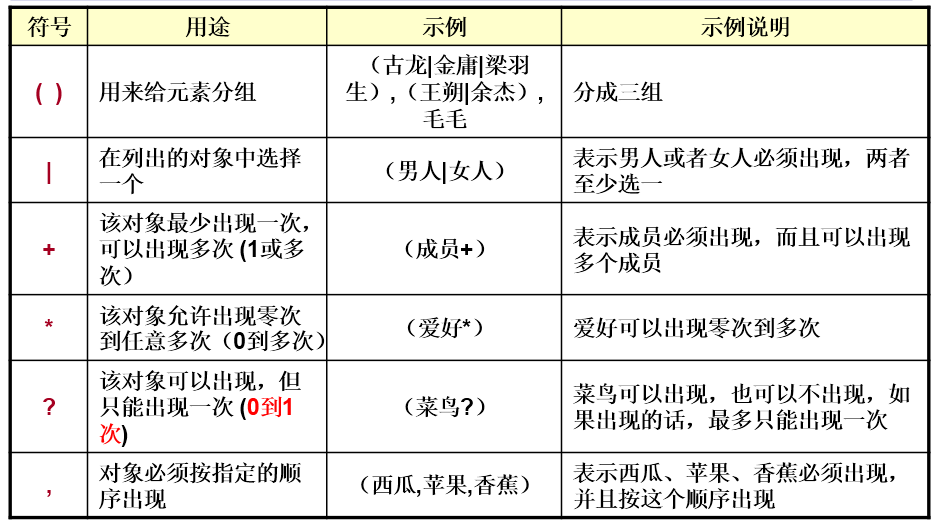 符号 用途 示例 示例说明
( ) 用来给元素分组 （古龙|金庸|梁羽 分成三组
生）,（王朔|余杰）,
毛毛
| 在列出的对象中选择 （男人|女人） 表示男人或者女人必须出现，两者
一个 至少选一
+ 该对象最少出现一次， （成员+） 表示成员必须出现，而且可以出现
可以出现多次 (1或多 多个成员
次）
* 该对象允许出现零次 （爱好*） 爱好可以出现零次到多次
到任意多次（0到多次）
? 该对象可以出现，但 （菜鸟?） 菜鸟可以出现，也可以不出现，如
只能出现一次 (0到1 果出现的话，最多只能出现一次
次)
, 对象必须按指定的顺 （西瓜,苹果,香蕉） 表示西瓜、苹果、香蕉必须出现，
序出现 并且按这个顺序出现